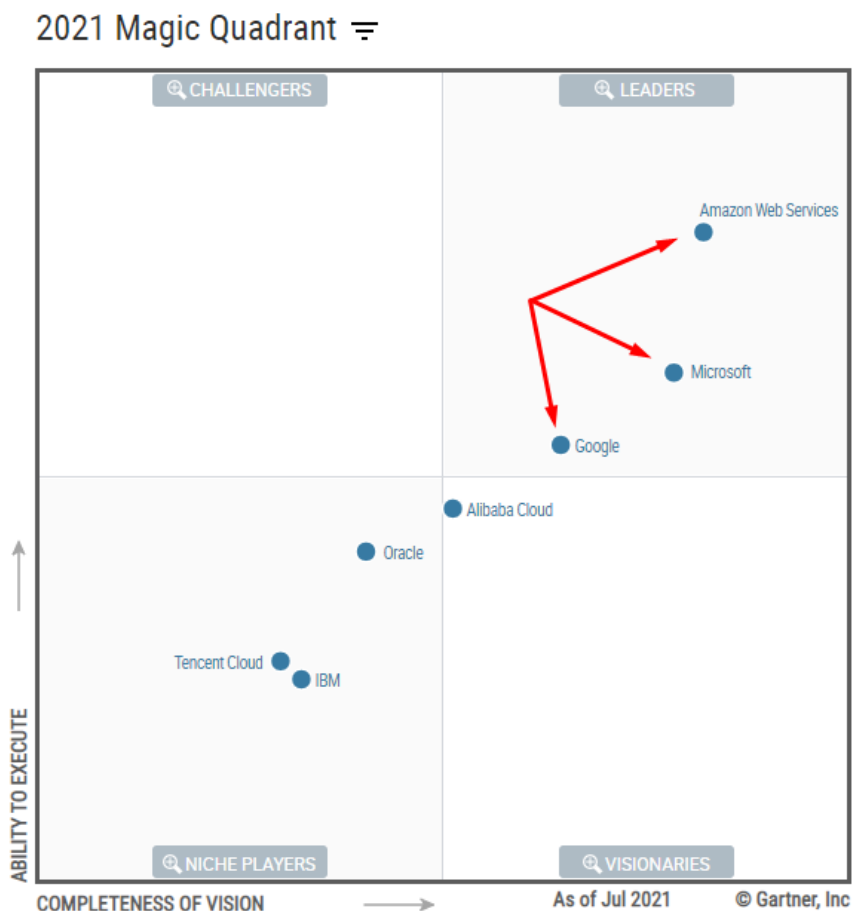 2021 Magic Quadrant
CHALLENGERS
LEADERS
Amazon Web Services
Microsoft
Google
Alibaba Cloud
Oracle
Tencent Cloud
IBM
ABILITY TO EXECUTE
NICHE PLAYERS
VISIONARIES
COMPLETENESS OF VISION
As of Jul 2021
© Gartner, Inc